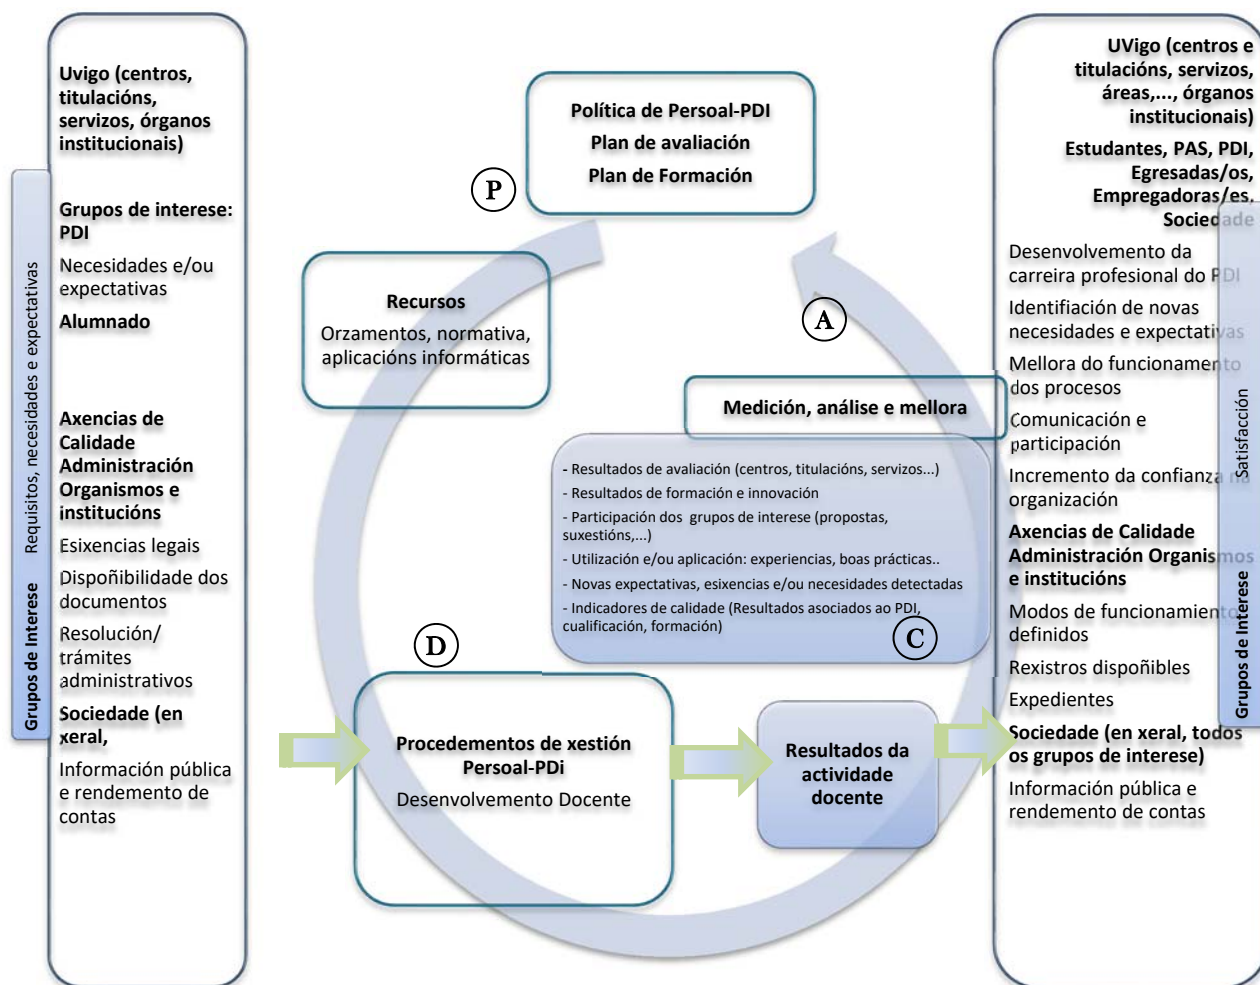 Uvigo (centros,
titulacións,
servizos, órganos
institucionais)
Grupos de interese:
PDI
Necesidades e/ou
expectativas
Alumnado
Axencias de
Calidade
Administración
Organismos e
institucións
Esixencias legais
Dispoñibilidade dos
documentos
Resolución/
trámites
administrativos
Sociedade (en
xeral,
Información pública
e rendemento de
contas
Grupos de Interese Requisitos, necesidades e expectativas
Política de Persoal-PDI
Plan de avaliación
Plan de Formación
P
Recursos
Orzamentos, normativa,
aplicacións informáticas
A
Medición, análise e mellora
- Resultados de avaliación (centros, titulacións, servizos...)
- Resultados de formación e innovación
- Participación dos grupos de interese (propostas,
suxestións,...)
- Utilización e/ou aplicación: experiencias, boas prácticas..
- Novas expectativas, esixencias e/ou necesidades detectadas
- Indicadores de calidade (Resultados asociados ao PDI,
cualificación, formación)
C
D
Procedementos de xestión
Persoal-PDi
Desenvolvemento Docente
Resultados da
actividade
docente
UVigo (centros e
titulacións, servizos,
áreas,..., órganos
institucionais)
Estudantes, PAS, PDI,
Egresadas/os,
Empregadoras/es,
Sociedade
Desenvolvemento da
carreira profesional do PDI
Identifiación de novas
necesidades e expectativas
Mellora do funcionamento
dos procesos
Comunicación e
participación
Incremento da confianza na
organización
Axencias de Calidade
Administración Organismos
e institucións
Modos de funcionamiento
definidos
Rexistros dispoñibles
Expedientes
Sociedade (en xeral, todos
os grupos de interese)
Información pública e
rendemento de contas
Grupos de Interese Satisfacción